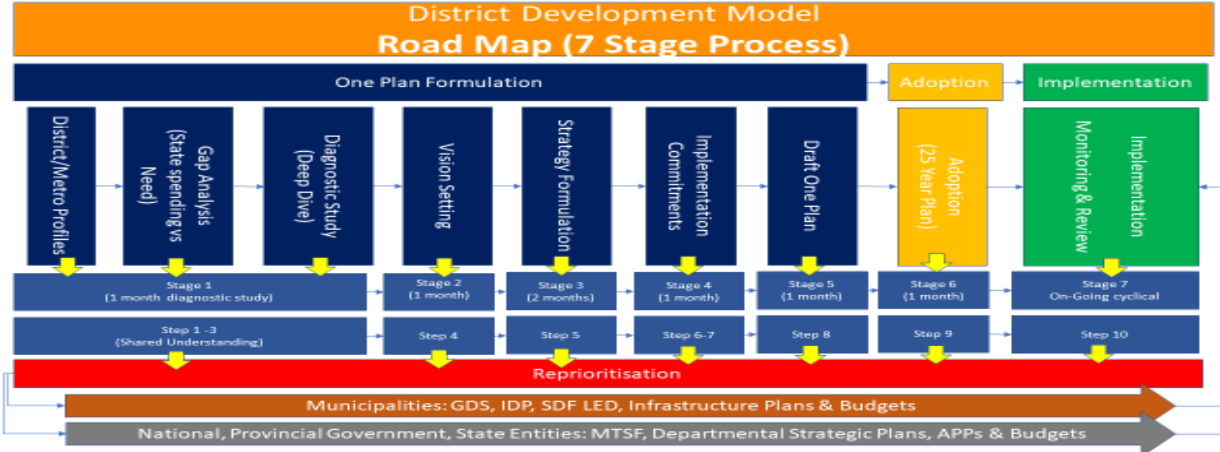 District Development Model
Road Map (7 Stage Process)
One Plan Formulation
Adoption
Implementation
District/Metro Profiles
Gap Analysis
(State spending vs
Need)
Diagnostic Study
(Deep Dive)
Vision Setting
Strategy Formulation
Implementation
Commitments
Draft One Plan
Adoption
(25 Year Plan)
Implementation
Monitoring & Review
Stage 1
(1 month diagnostic study)
Stage 2
(1 month)
Stage 3
(2 months)
Stage 4
(1 month)
Stage 5
(1 month)
Stage 6
(1 month)
Stage 7
On-Going cyclical
Step 1 -3
(Shared Understanding)
Step 4
Step 5
Step 6-7
Step 8
Step 9
Step 10
Reprioritisation
Municipalities: GDS, IDP, SDF LED, Infrastructure Plans & Budgets
National, Provincial Government, State Entities: MTSF, Departmental Strategic Plans, APPs & Budgets